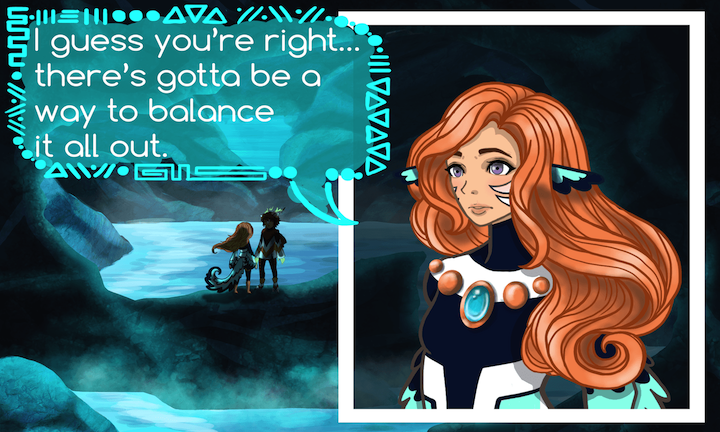 I guess you're right...
there's gotta be a
way to balance
it all out.